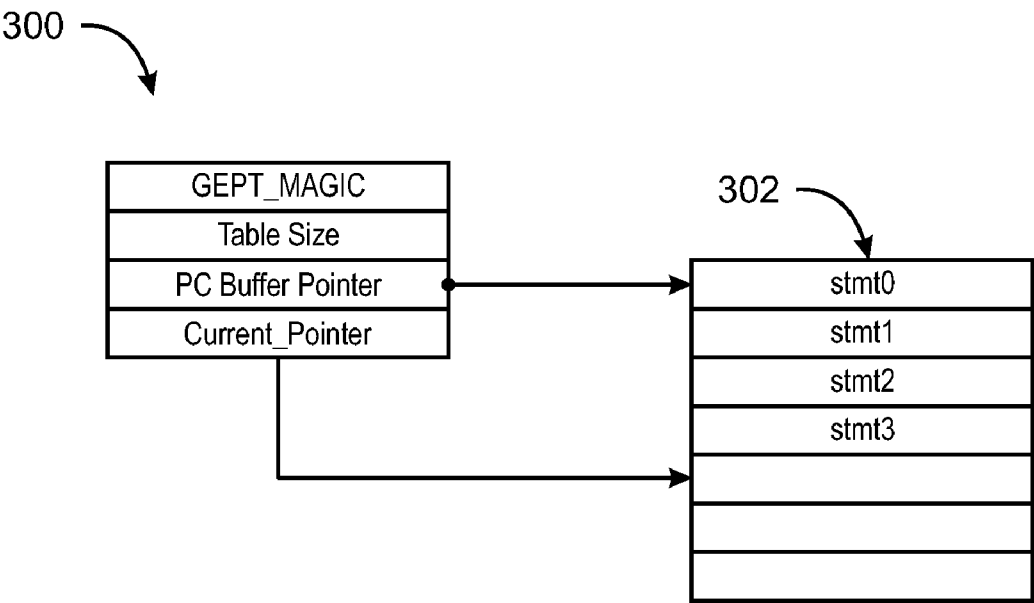 300
GEPT_MAGIC
Table Size
PC Buffer Pointer
Current_Pointer
302
stmt0
stmt1
stmt2
stmt3